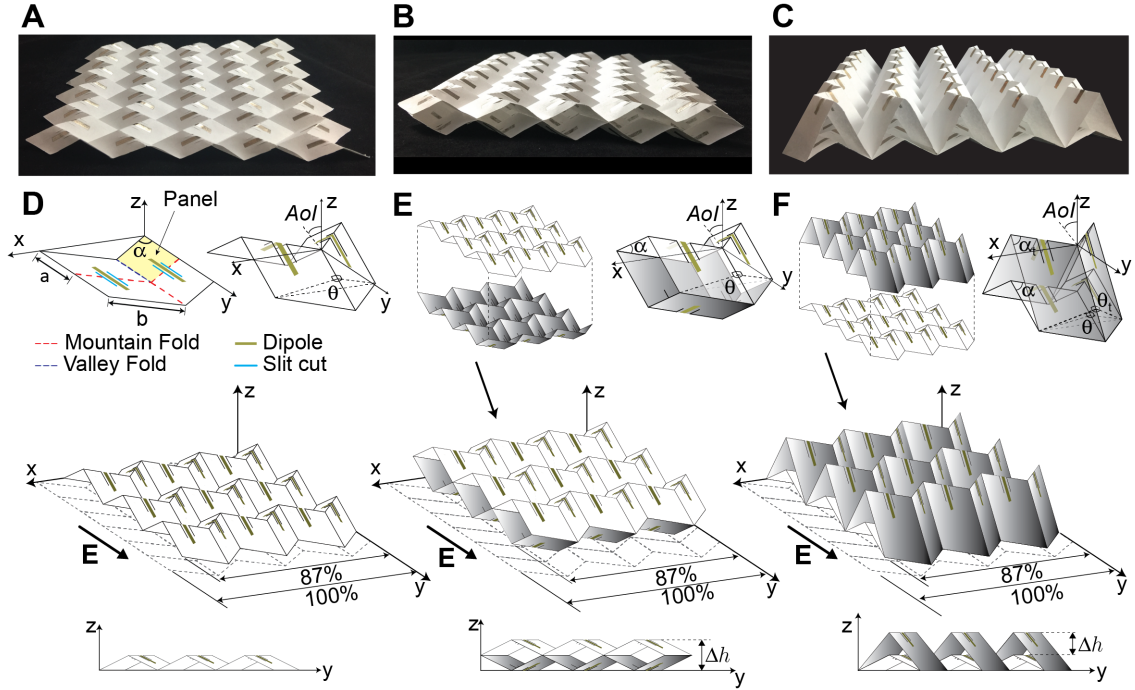 A
B
C
D
z
Panel
α
x
a
b
y
AoI
z
x
y
θ
Mountain Fold
Valley Fold
Dipole
Slit cut
E
AoI
z
α
x
y
θ
F
AoI
z
x
α
t
α
y
θ
t
θ
z
x
E
87%
100%
y
z
x
E
87%
100%
y
z
x
E
87%
100%
y
z
y
z
Δh
y
z
Δh
y